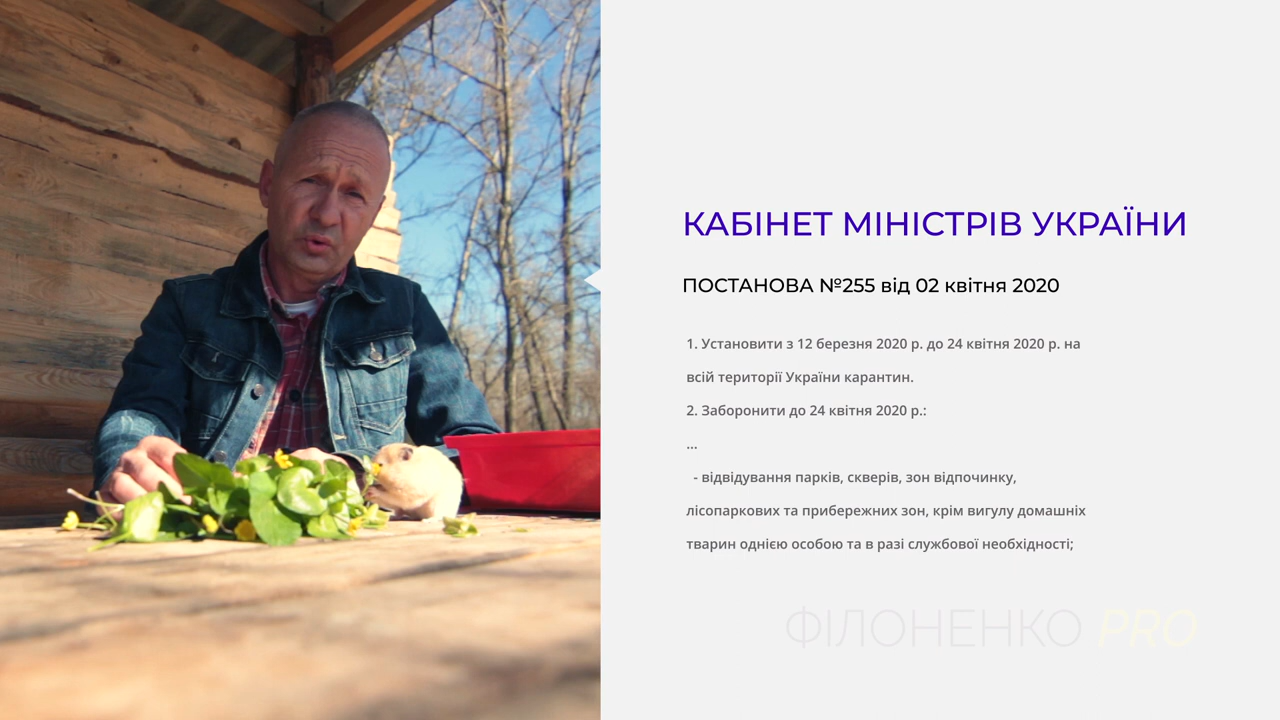 КАБІНЕТ МІНІСТРІВ УКРАЇНИ
ПОСТАНОВА №255 від 02 квітня 2020
1. Установити з 12 березня 2020 р. до 24 квітня 2020 р. на
всій території України карантин.
2. Заборонити до 24 квітня 2020 р.:
...
- відвідування парків, скверів, зон відпочинку,
лісопаркових та прибережних зон, крім вигулу домашніх
тварин однією особою та в разі службової необхідності;
ФІЛОНЕНКО PRO